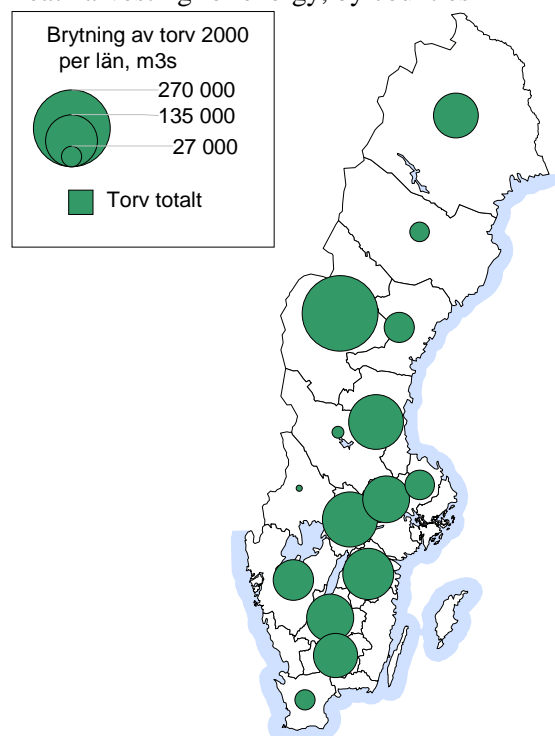 Brytning av torv 2000
per län, m3s
270 000
135 000
27 000
Torv totalt